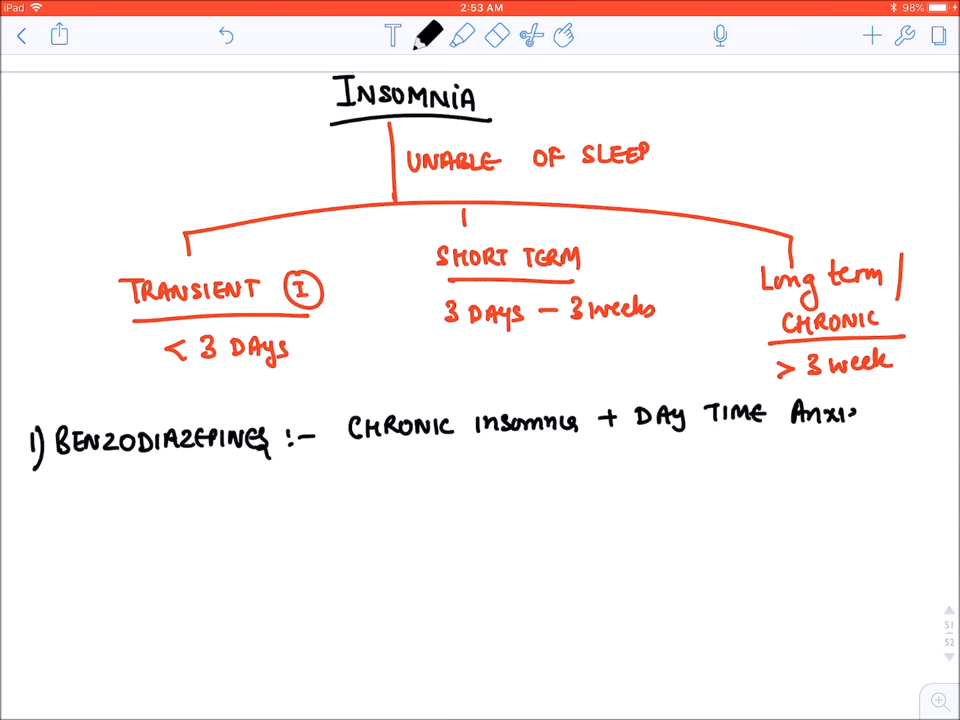 iPad 2:53 AM 98%
T
INSOMNiA
UNABLE OF SLEEP
TRANSIENT I
< 3 DAys
SHORT TERM
3 DAys – 3 weeks
Long term /
CHRONIC
> 3 week
1) BENZODIAZEPINES :- CHRONIC insomnia + DAy TIME Anxi
51
52